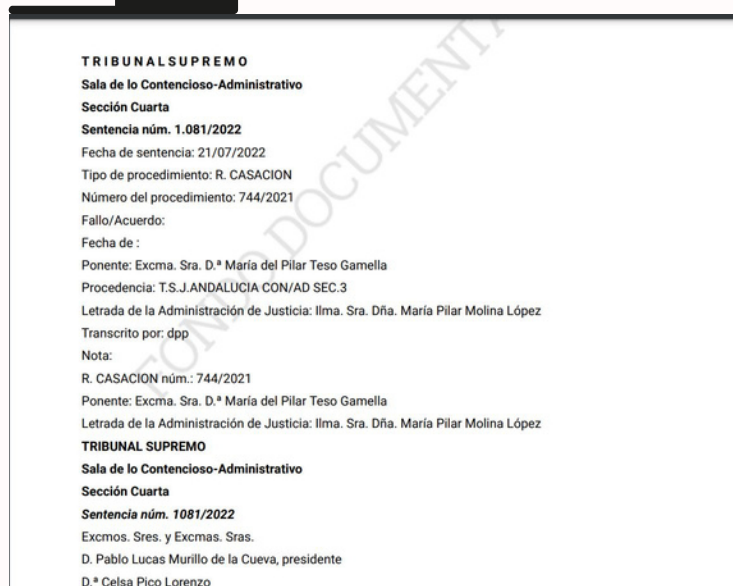 T R I B U N A L S U P R E M O
Sala de lo Contencioso-Administrativo
Sección Cuarta
Sentencia núm. 1.081/2022
Fecha de sentencia: 21/07/2022
Tipo de procedimiento: R. CASACION
Número del procedimiento: 744/2021
Fallo/Acuerdo:
Fecha de :
Ponente: Excma. Sra. D.ª María del Pilar Teso Gamella
Procedencia: T.S.J.ANDALUCIA CON/AD SEC.3
Letrada de la Administración de Justicia: Ilma. Sra. Dña. María Pilar Molina López
Transcrito por: dpp
Nota:
R. CASACION núm.: 744/2021
Ponente: Excma. Sra. D.ª María del Pilar Teso Gamella
Letrada de la Administración de Justicia: Ilma. Sra. Dña. María Pilar Molina López
TRIBUNAL SUPREMO
Sala de lo Contencioso-Administrativo
Sección Cuarta
Sentencia núm. 1081/2022
Excmos. Sres. y Excmas. Sras.
D. Pablo Lucas Murillo de la Cueva, presidente
D.ª Celsa Pico Lorenzo
FONDO